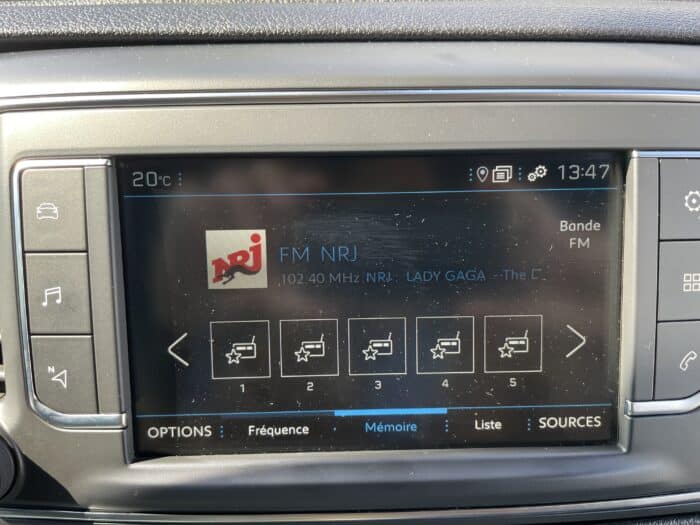 20°C
13:47
NRJ
FM NRJ
Bande
FM
102.40 MHz NRJ LADY GAGA --The
1 2 3 4 5
N
OPTIONS Fréquence Mémoire Liste SOURCES